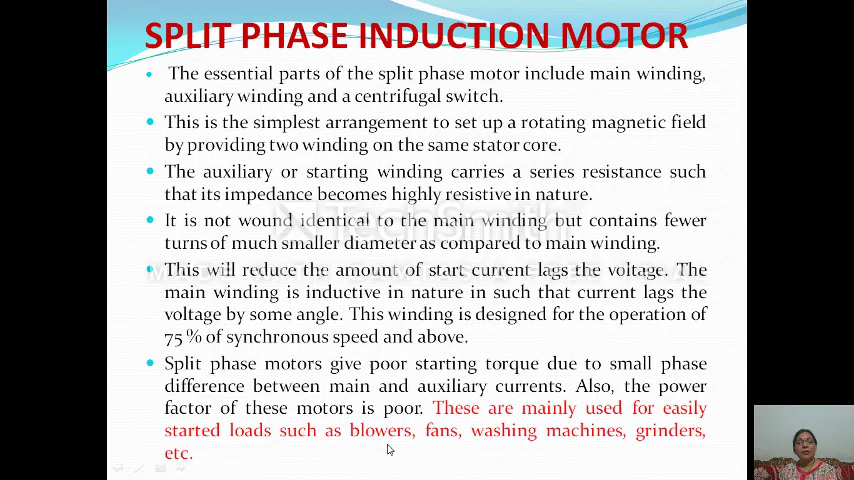 SPLIT PHASE INDUCTION MOTOR
The essential parts of the split phase motor include main winding,
auxiliary winding and a centrifugal switch.
This is the simplest arrangement to set up a rotating magnetic field
by providing two winding on the same stator core.
The auxiliary or starting winding carries a series resistance such
that its impedance becomes highly resistive in nature.
It is not wound identical to the main winding but contains fewer
turns of much smaller diameter as compared to main winding.
This will reduce the amount of start current lags the voltage. The
main winding is inductive in nature in such that current lags the
voltage by some angle. This winding is designed for the operation of
75 % of synchronous speed and above.
Split phase motors give poor starting torque due to small phase
difference between main and auxiliary currents. Also, the power
factor of these motors is poor. These are mainly used for easily
started loads such as blowers, fans, washing machines, grinders,
etc.
TechSmith